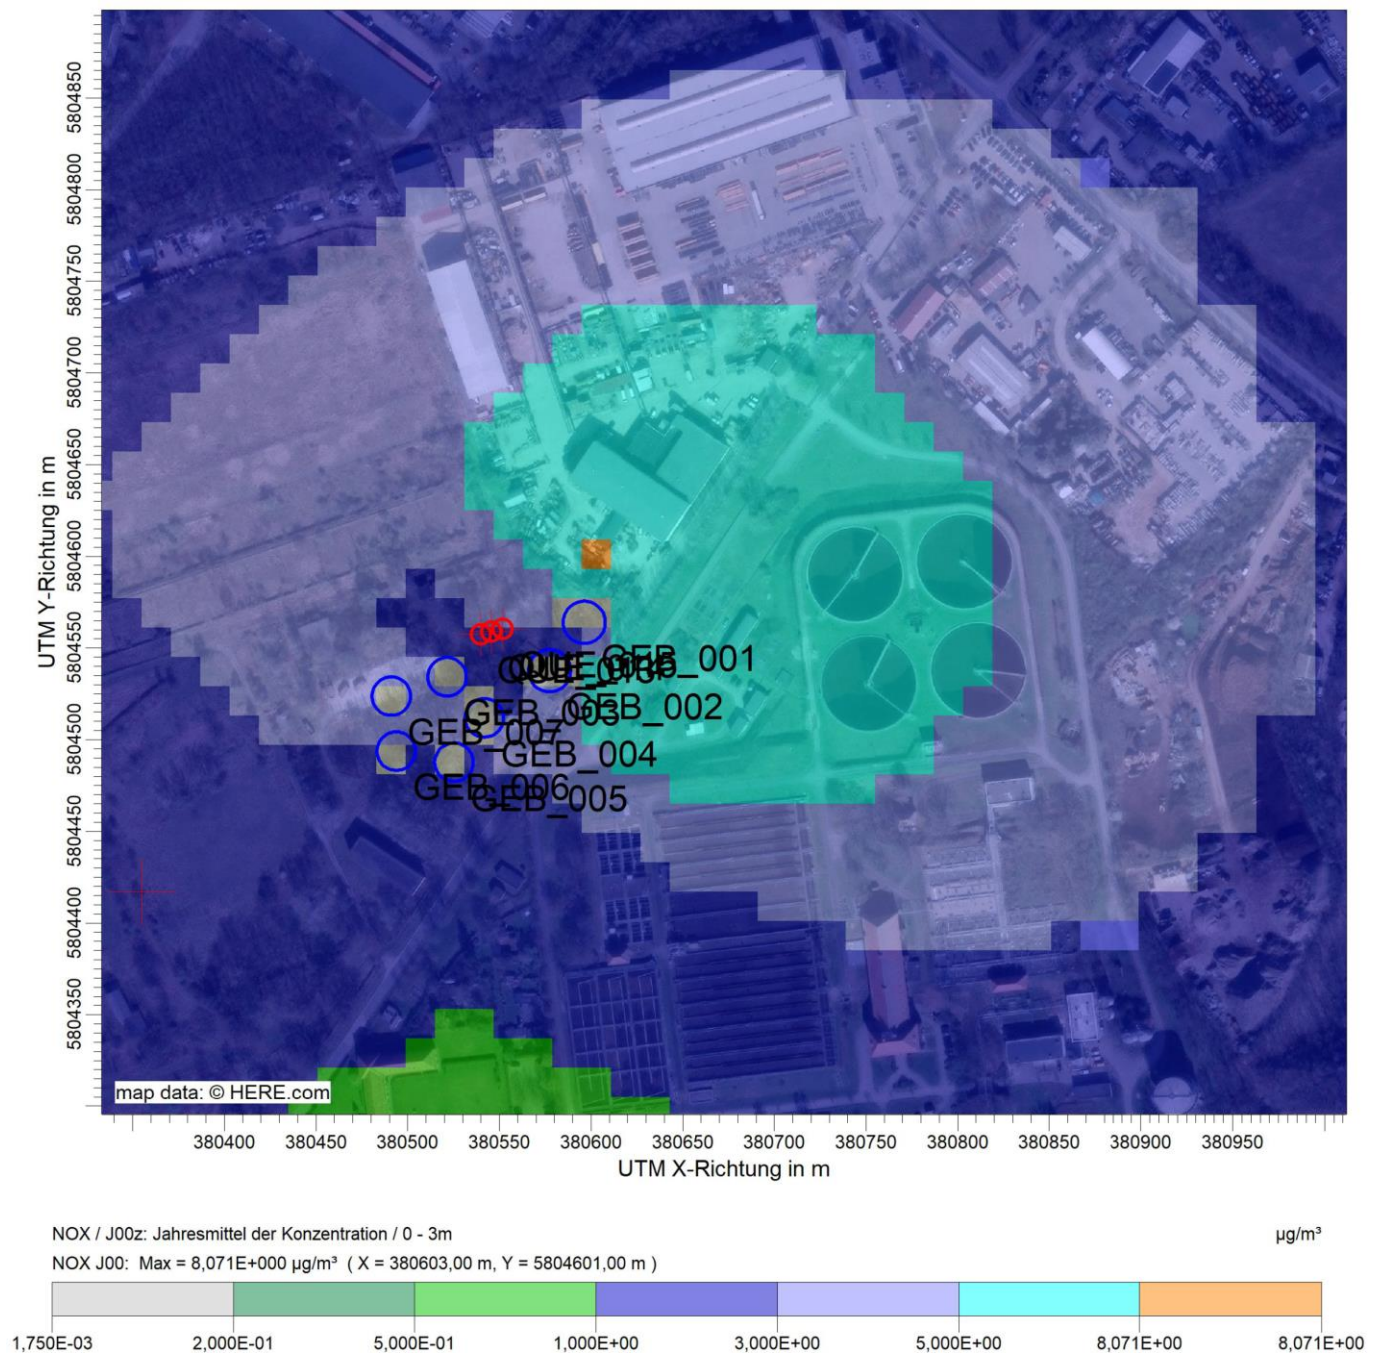 5804850
5804800
5804750
5804700
5804650
5804600
5804550
5804500
5804450
5804400
5804350
UTM Y-Richtung in m
GEB_001
GEB_002
GEB_003
GEB_007
GEB_004
GEB_006
GEB_005
map data: © HERE.com
380400 380450 380500 380550 380600 380650 380700 380750 380800 380850 380900 380950
UTM X-Richtung in m
NOX / J00z: Jahresmittel der Konzentration / 0 - 3m µg/m³
NOX J00: Max = 8,071E+000 µg/m³ ( X = 380603,00 m, Y = 5804601,00 m )
1,750E-03 2,000E-01 5,000E-01 1,000E+00 3,000E+00 5,000E+00 8,071E+00 8,071E+00